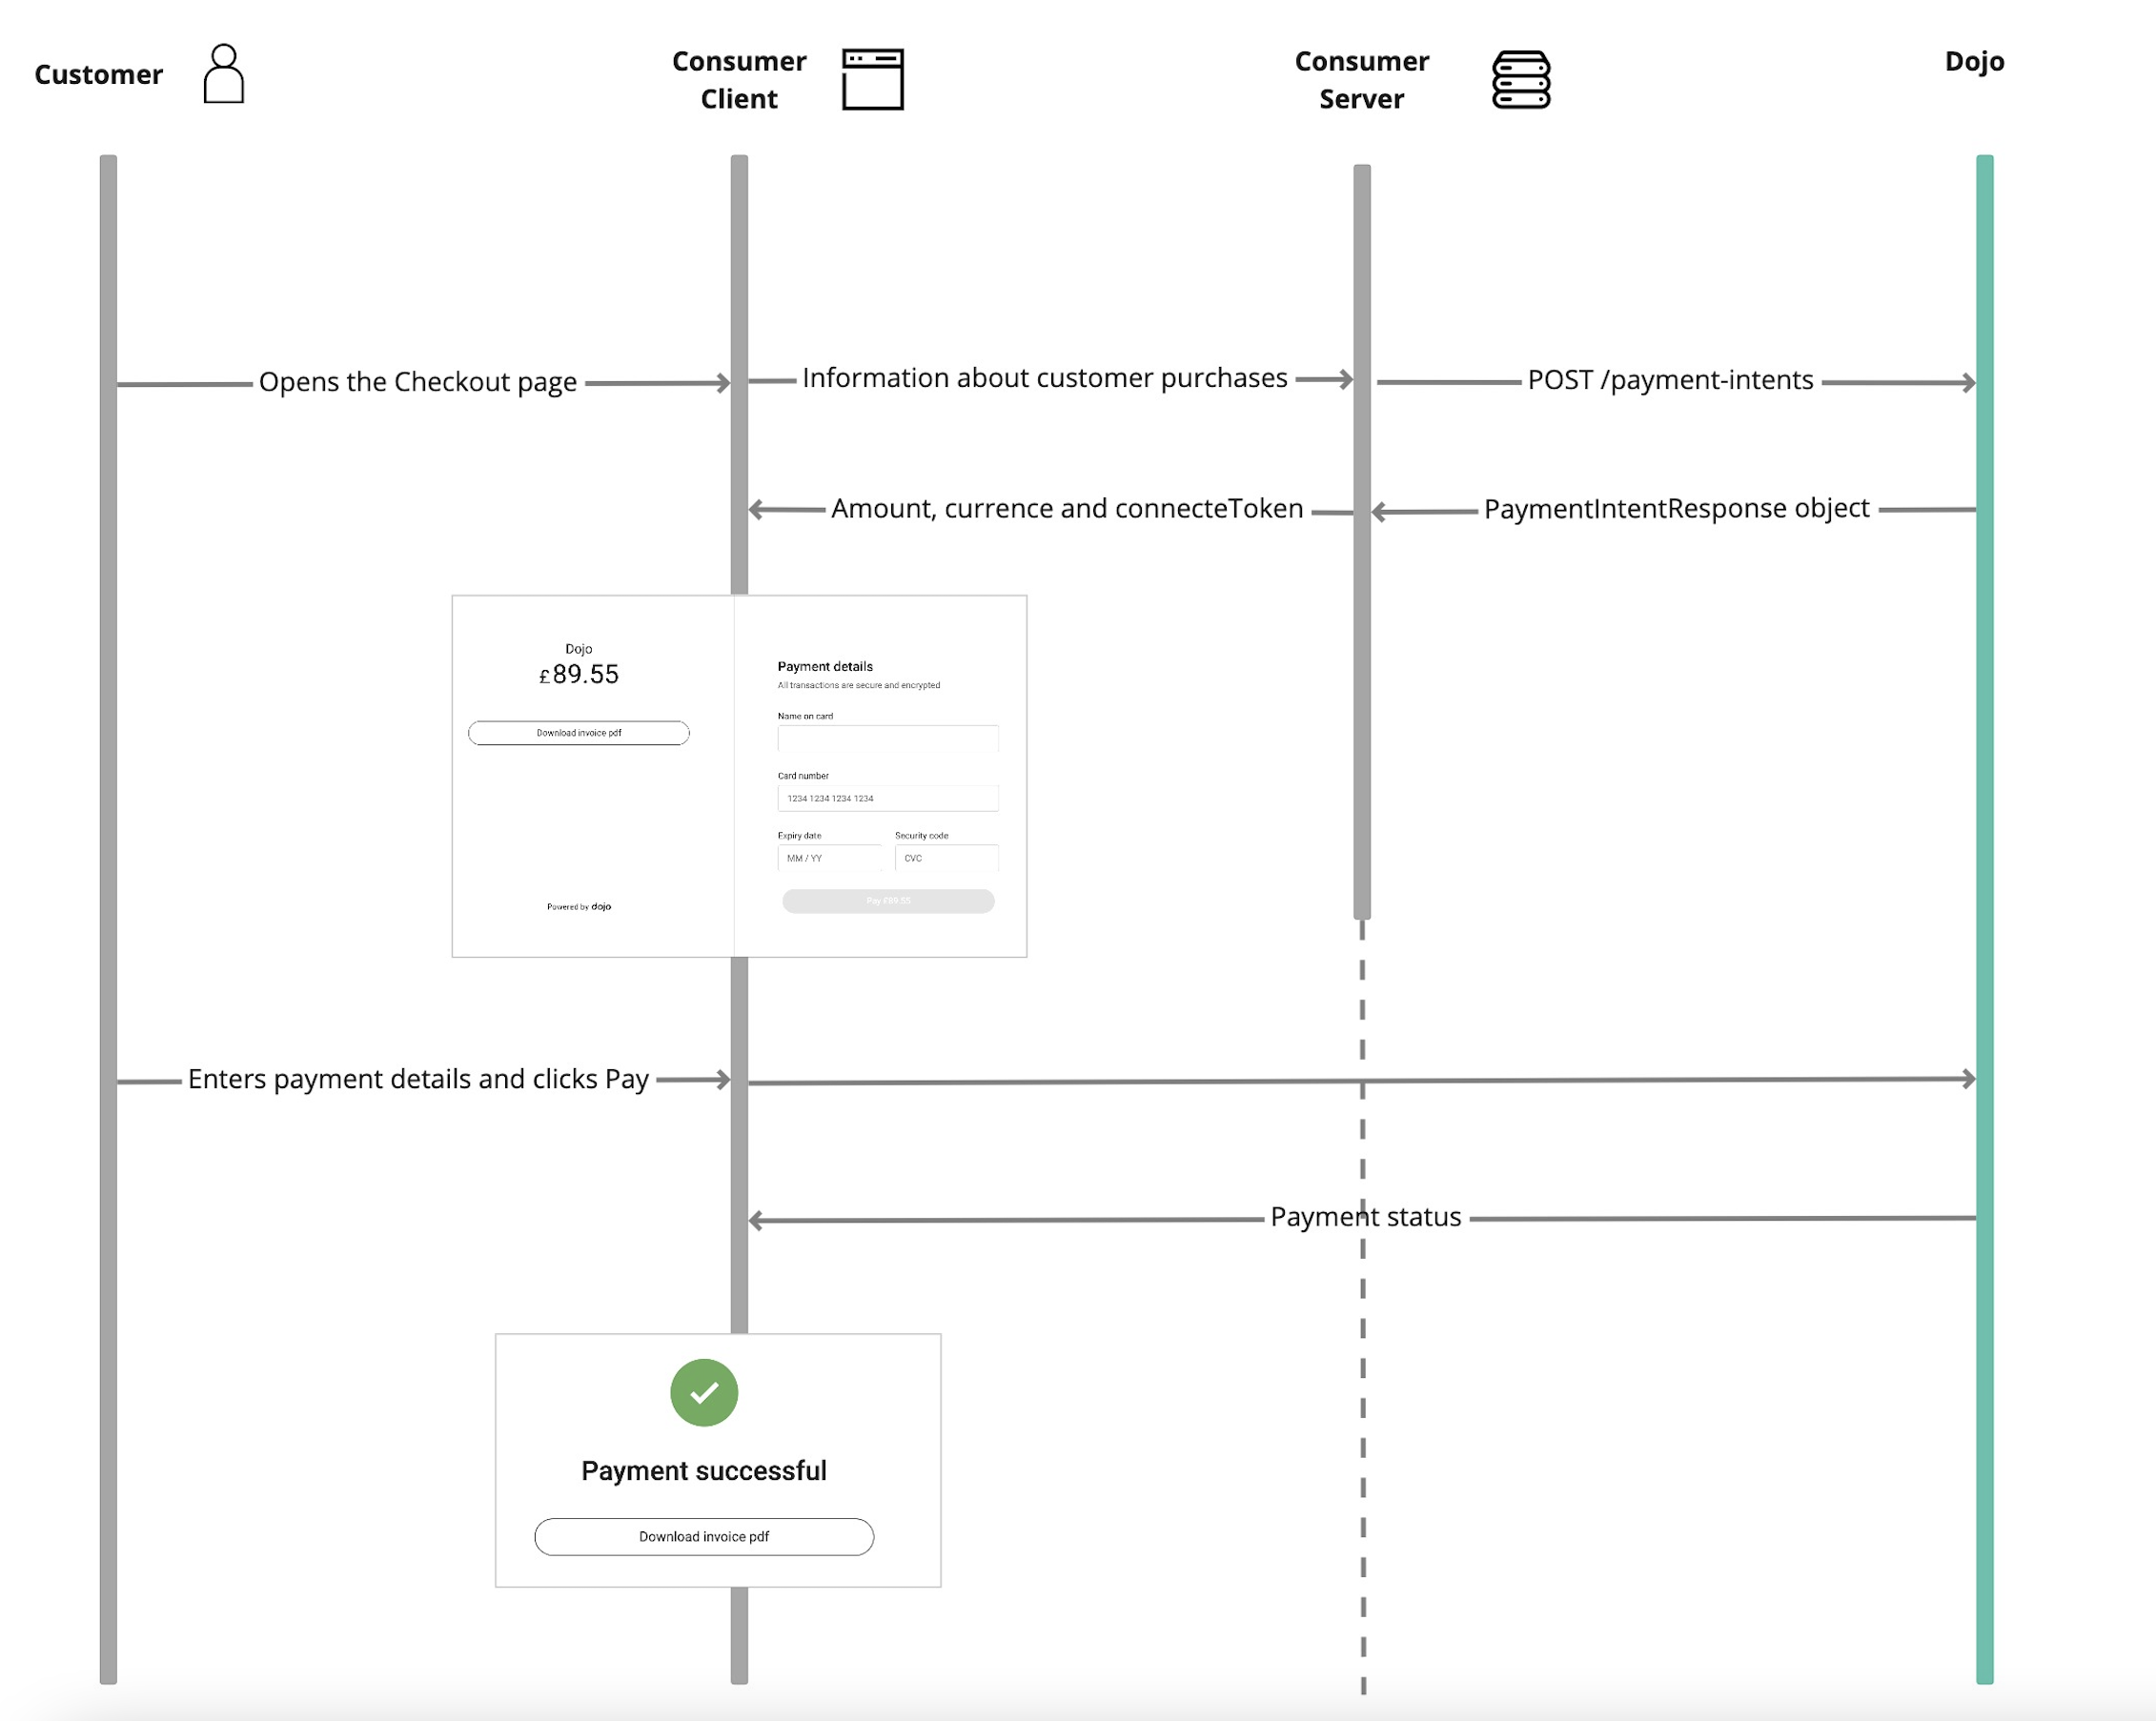 Customer
Consumer
Client
Consumer
Server
Dojo
Opens the Checkout page
Information about customer purchases
POST /payment-intents
Amount, currence and connecteToken
PaymentIntentResponse object
Dojo
£89.55
Download invoice pdf
Powered by dojo
Payment details
All transactions are secure and encrypted
Name on card
Card number
1234 1234 1234 1234
Expiry date
Security code
MM / YY
CVC
Pay £89.55
Enters payment details and clicks Pay
Payment status
Payment successful
Download invoice pdf